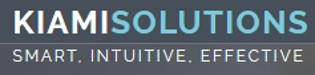 KIAMISOLUTIONS
SMART, INTUITIVE, EFFECTIVE